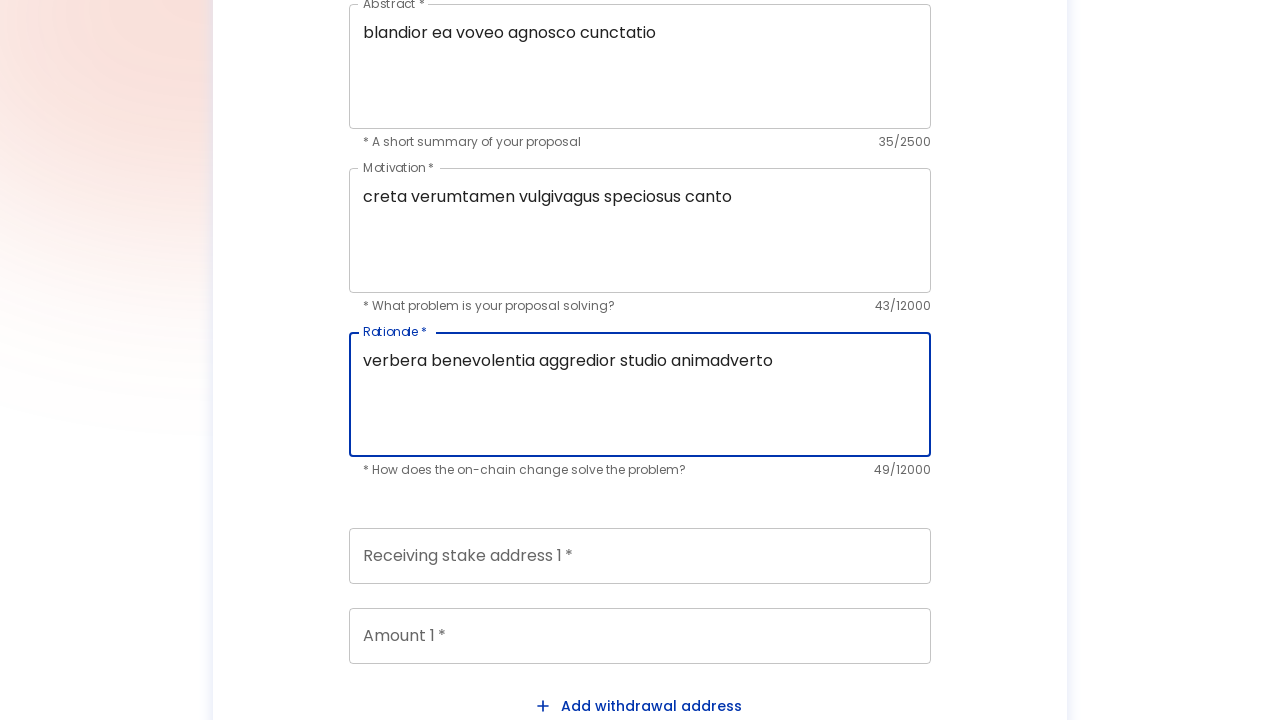 Abstract *
blandior ea voveo agnosco cunctatio
* A short summary of your proposal 35/2500
Motivation *
creta verumtamen vulgivagus speciosus canto
* What problem is your proposal solving? 43/12000
Rationale *
verbera benevolentia aggredior studio animadverto
* How does the on-chain change solve the problem? 49/12000
Receiving stake address 1 *
Amount 1 *
Add withdrawal address